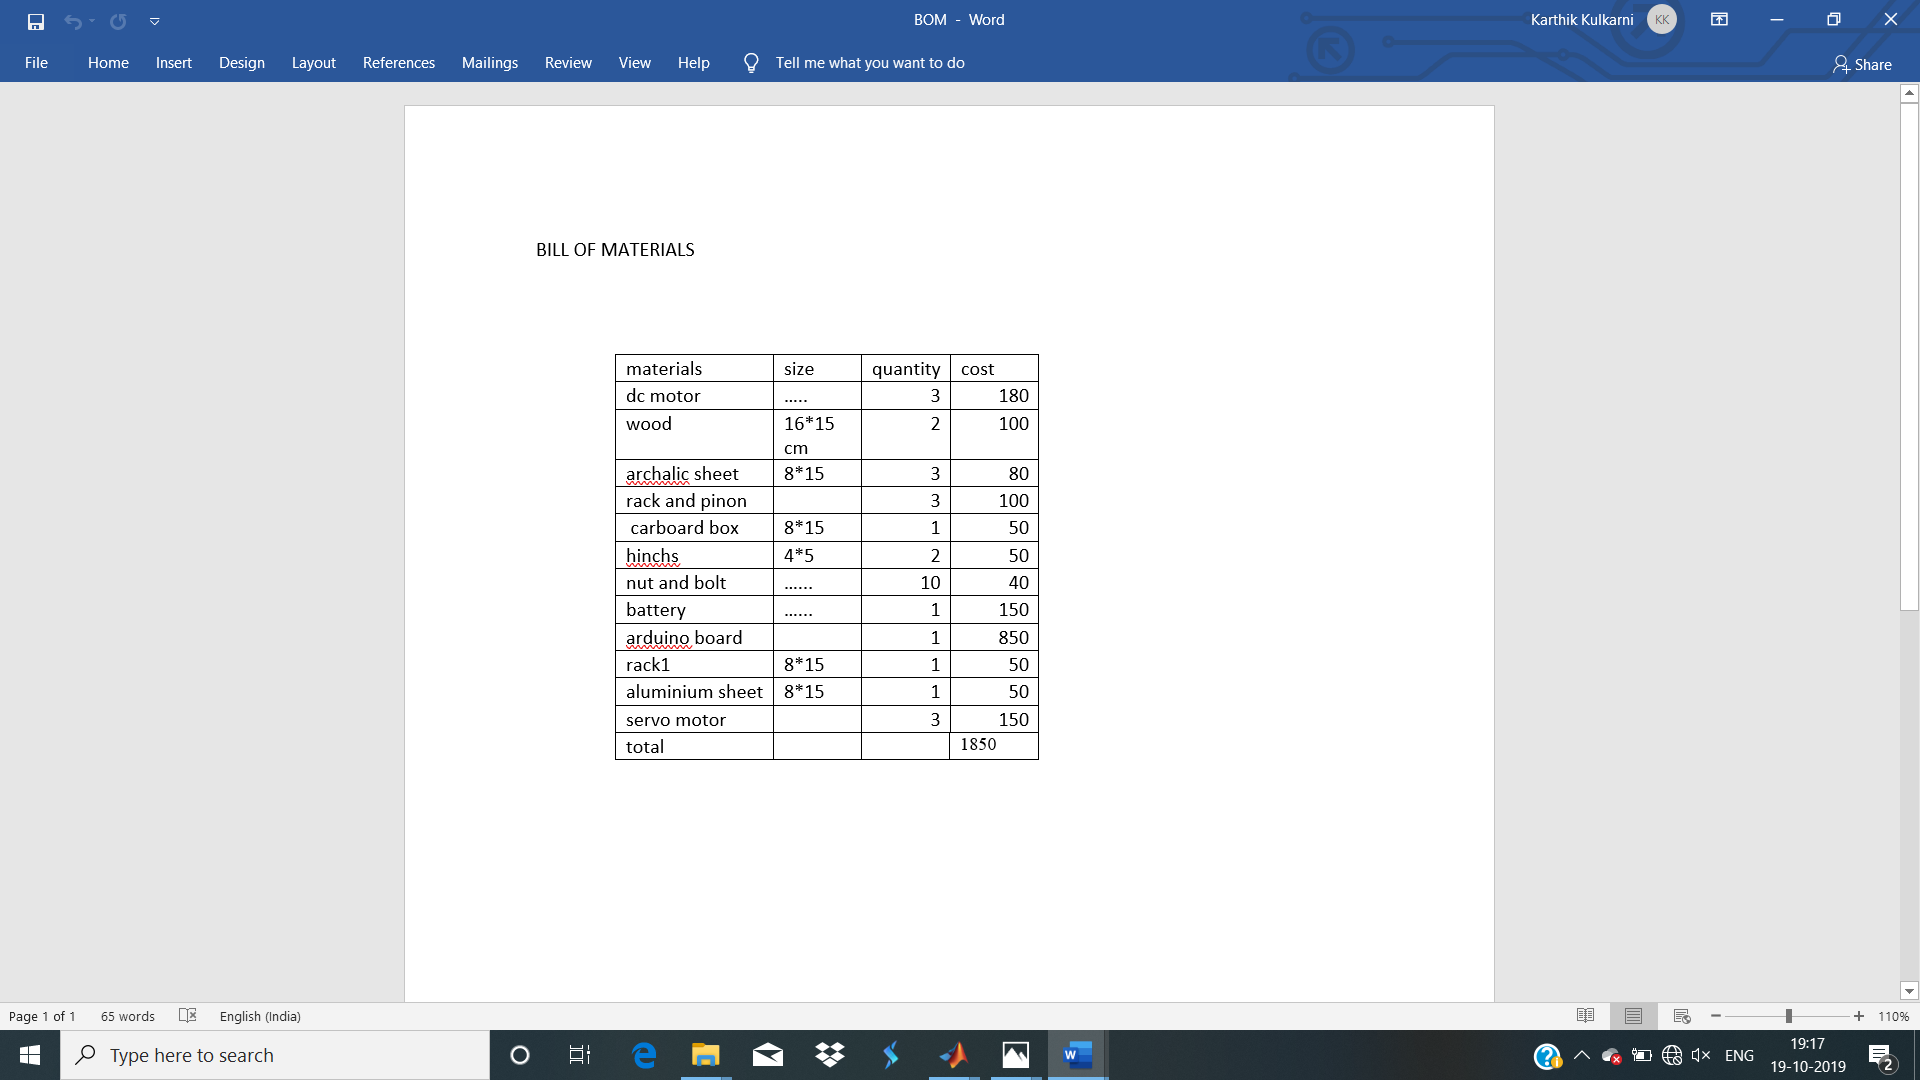 BOM - Word
Karthik Kulkarni KK
File Home Insert Design Layout References Mailings Review View Help Tell me what you want to do
Share
BILL OF MATERIALS
materials size quantity cost
dc motor ..... 3 180
wood 16*15 2 100
cm
archalic sheet 8*15 3 80
rack and pinon 3 100
carboard box 8*15 1 50
hinchs 4*5 2 50
nut and bolt ...... 10 40
battery ...... 1 150
arduino board 1 850
rack1 8*15 1 50
aluminium sheet 8*15 1 50
servo motor 3 150
total 1850
Page 1 of 1 65 words English (India) 110%
Type here to search
ENG
19:17
19-10-2019
2